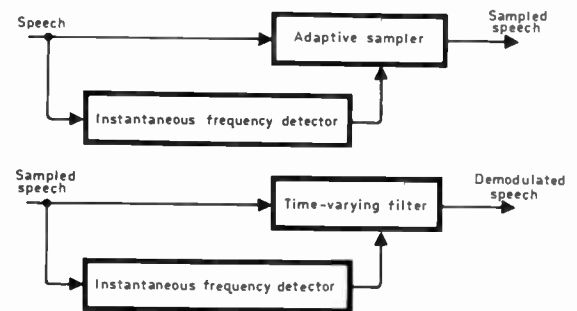 Speech
Sampled
speech
Adaptive sampler
Instantaneous frequency detector
Sampled
speech
Demodulated
speech
Time-varying filter
Instantaneous frequency detector